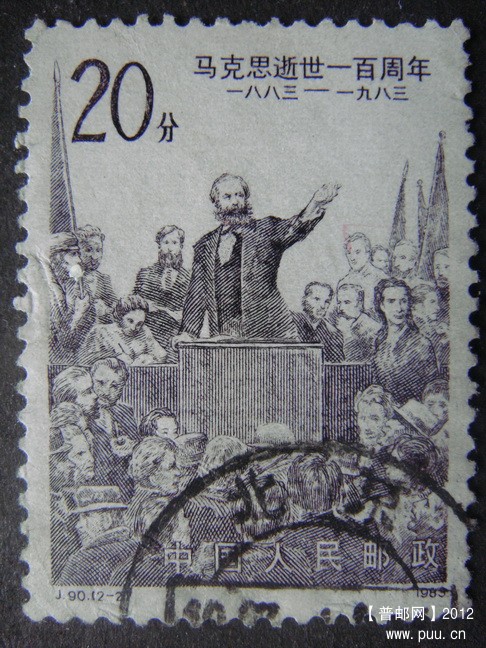 20分
马克思逝世一百周年
一八八三——一九八三
北
中国人民邮政
J.90.(2-2)
1983
【普邮网】2012
www.puu.cn